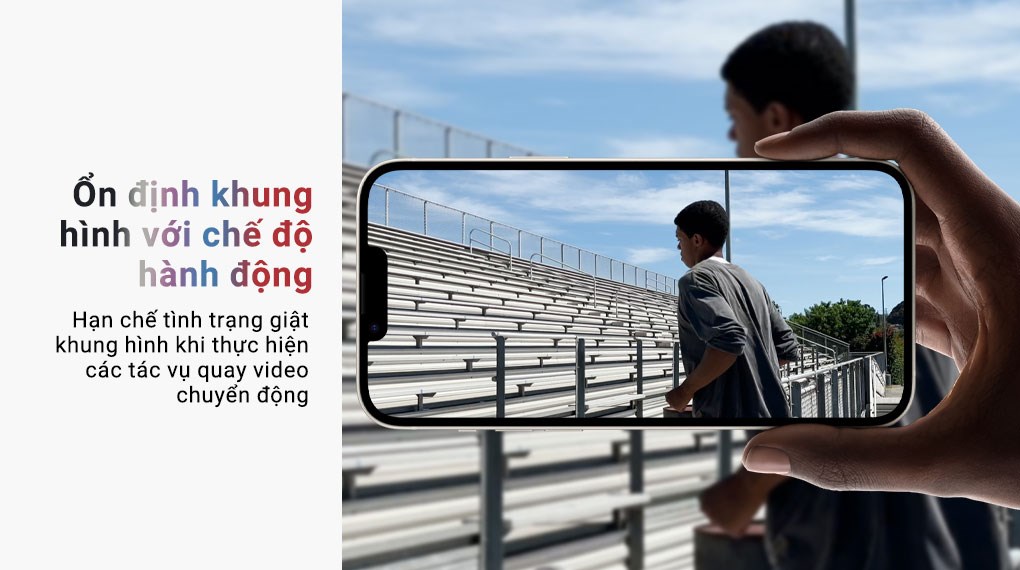 Ổn định khung
hình với chế độ
hành động
Hạn chế tình trạng giật
khung hình khi thực hiện
các tác vụ quay video
chuyển động